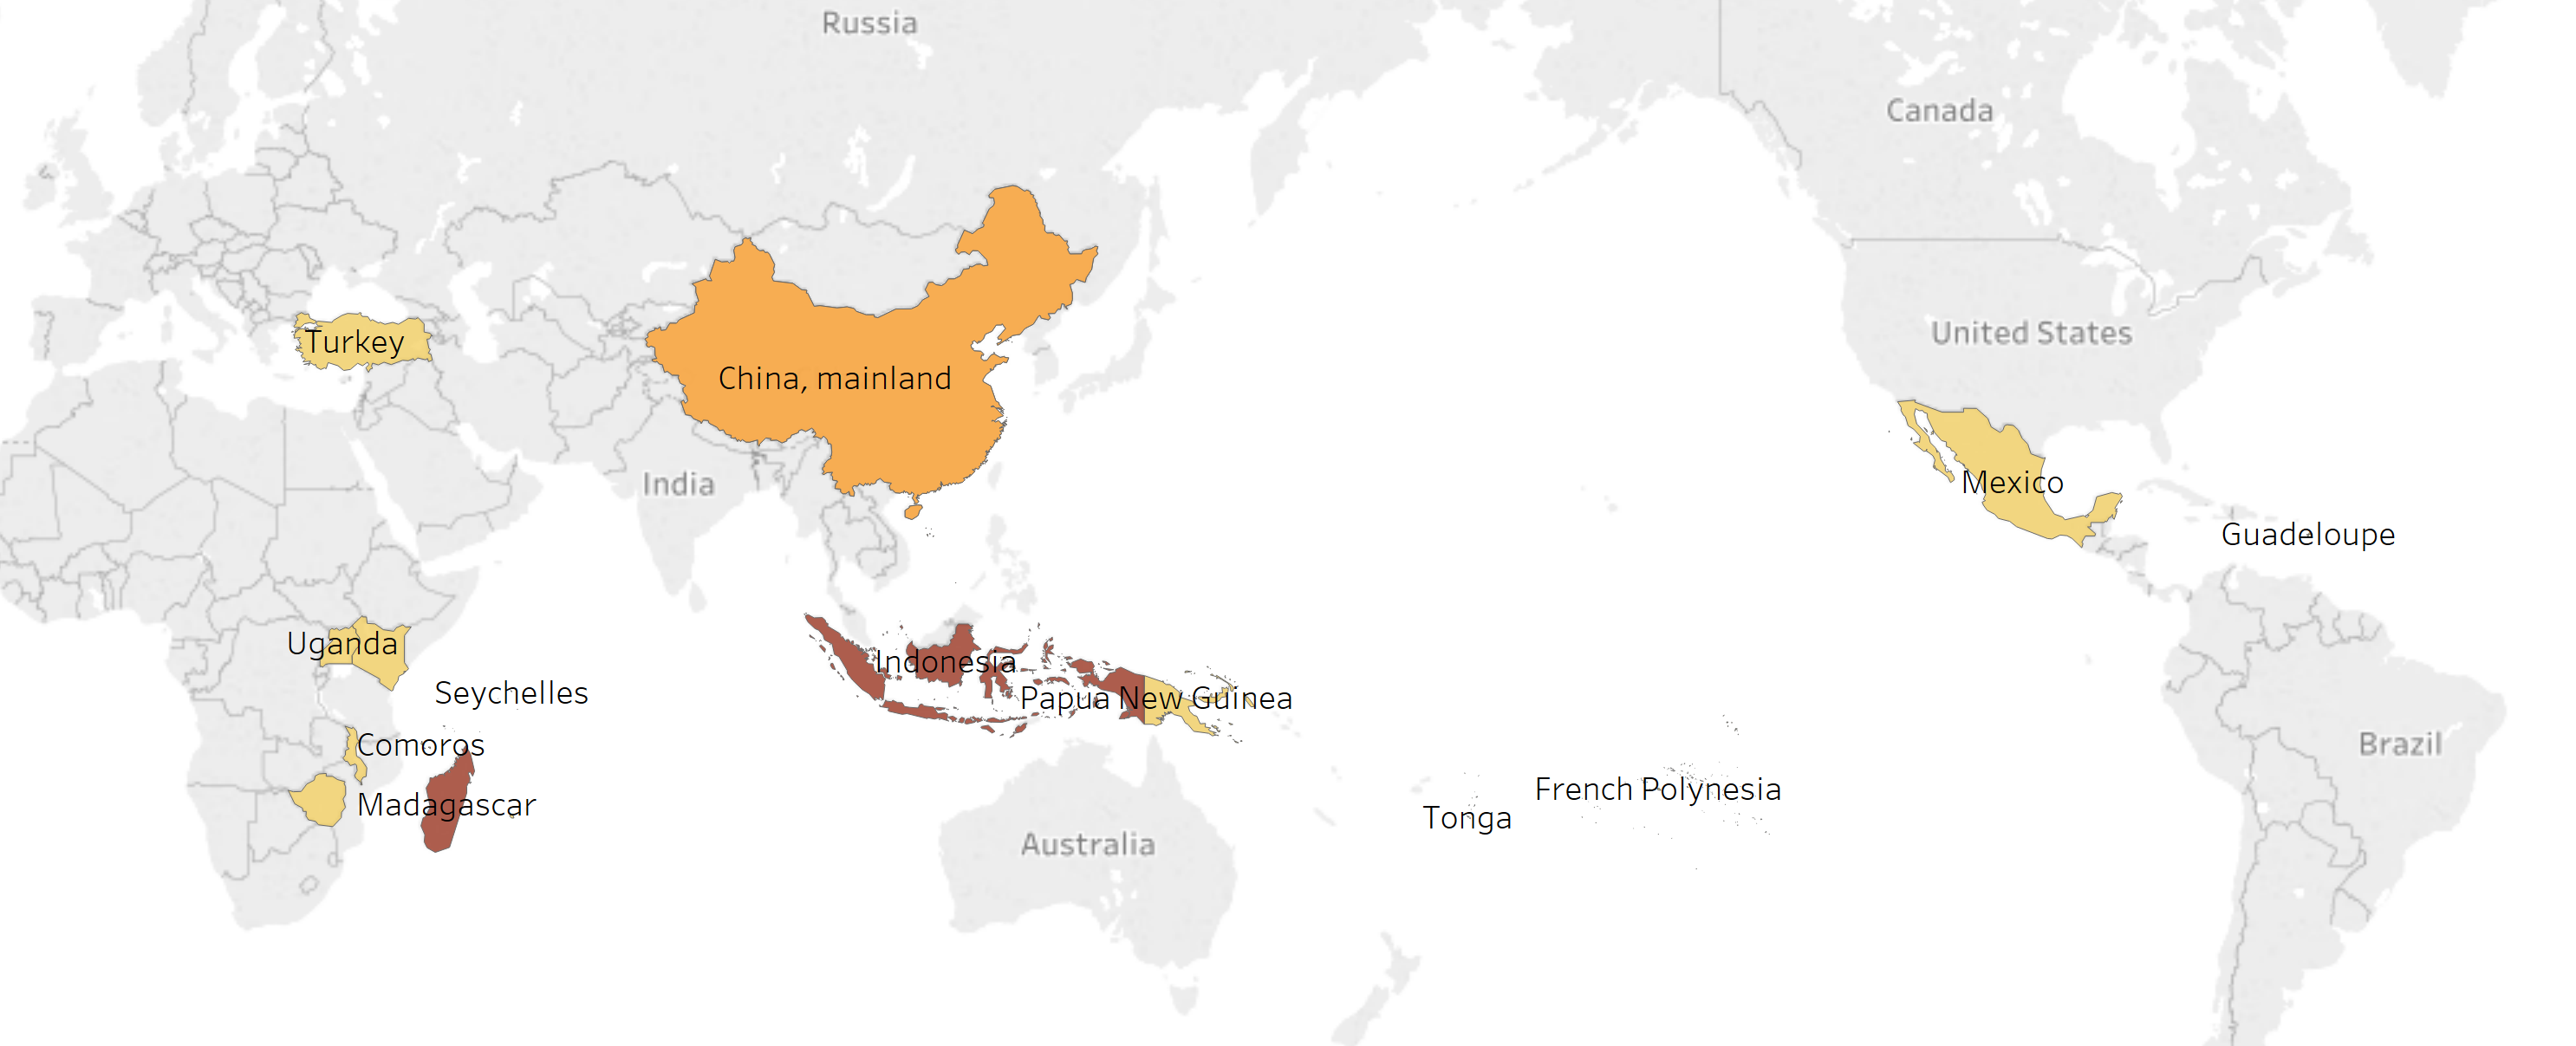 Russia
Canada
United States
Turkey
China, mainland
India
Mexico
Guadeloupe
Uganda
Indonesia
Seychelles
Papua New Guinea
Comoros
Brazil
French Polynesia
Madagascar
Tonga
Australia